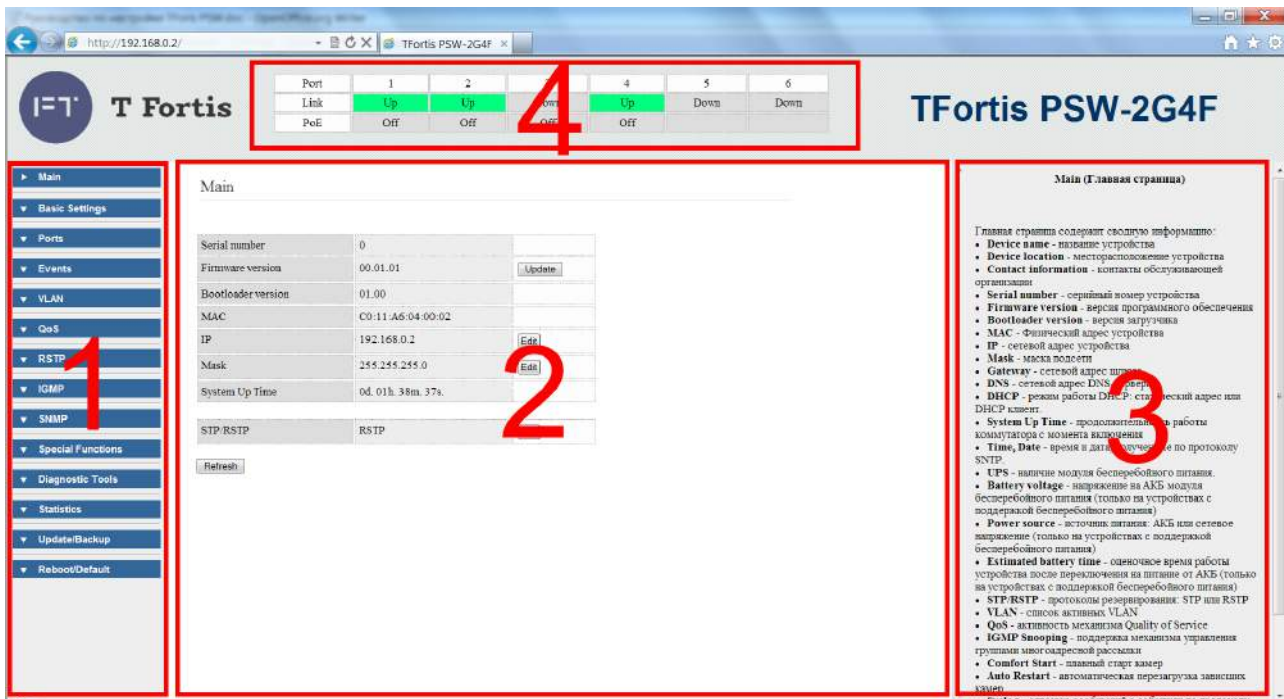 http://192.168.0.2/
TFortis PSW-2G4F
T Fortis
Port 1 2 4 5 6
Link Up Up Up Down Down
PoE Off Off Off Off
4
TFortis PSW-2G4F
Main
Basic Settings
Ports
Events
VLAN
QoS
RSTP
IGMP
SNMP
Special Functions
Diagnostic Tools
Statistics
Update/Backup
Reboot/Default
1
Main
Serial number 0
Firmware version 00.01.01 Update
Bootloader version 01.00
MAC C0:11:A6:04:00:02
IP 192.168.0.2 Edit
Mask 255.255.255.0 Edit
System Up Time 0d. 01h. 38m. 37s.
STP/RSTP RSTP
Refresh
2
Main (Главная страница)
Главная страница содержит сводную информацию:
• Device name - название устройства
• Device location - месторасположение устройства
• Contact information - контакты обслуживающей
организации
• Serial number - серийный номер устройства
• Firmware version - версия программного обеспечения
• Bootloader version - версия загрузчика
• MAC - Физический адрес устройства
• IP - сетевой адрес устройства
• Mask - маска подсети
• Gateway - сетевой адрес
• DNS - сетевой адрес DNS
• DHCP - режим работы DHCP: адрес или
DHCP клиент.
• System Up Time - продолжительность работы
коммутатора с момента включения
• Time, Date - время и дата по протоколу
SNTP.
• UPS - наличие модуля бесперебойного питания.
• Battery voltage - напряжение на АКБ модуля
бесперебойного питания (только на устройствах с
поддержкой бесперебойного питания)
• Power source - источник питания: АКБ или сетевое
напряжение (только на устройствах с поддержкой
бесперебойного питания)
• Estimated battery time - оценочное время работы
устройства после переключения на питание от АКБ (только
на устройствах с поддержкой бесперебойного питания)
• STP/RSTP - протоколы резервирования: STP или RSTP
• VLAN - список активных VLAN
• QoS - активность механизма Quality of Service
• IGMP Snooping - поддержка механизма управления
группами многоадресной рассылки
• Comfort Start - плавный старт камер
• Auto Restart - автоматическая перезагрузка зависших
камер
3